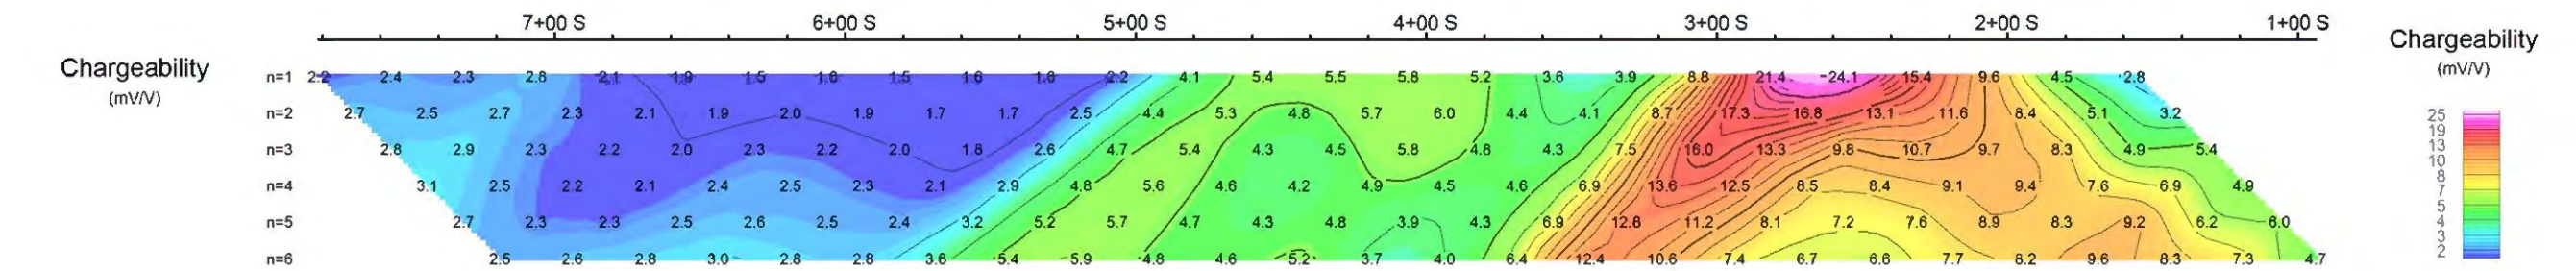 7+00 S 6+00 S 5+00 S 4+00 S 3+00 S 2+00 S 1+00 S
Chargeability
(mV/V)
n=1 2.2 2.4 2.3 2.8 2.1 1.9 1.5 1.6 1.5 1.6 1.8 2.2 4.1 5.4 5.5 5.8 5.2 3.6 3.9 8.8 21.4 24.1 15.4 9.6 4.5 2.8
n=2 2.7 2.5 2.7 2.3 2.1 1.9 2.0 1.9 1.7 1.7 2.5 4.4 5.3 4.8 5.7 6.0 4.4 4.1 8.7 17.3 16.8 13.1 11.6 8.4 5.1 3.2
n=3 2.8 2.9 2.3 2.2 2.0 2.3 2.2 2.0 1.8 2.6 4.7 5.4 4.3 4.5 5.8 4.8 4.3 7.5 16.0 13.3 9.8 10.7 9.7 8.3 4.9 5.4
n=4 3.1 2.5 2.2 2.1 2.4 2.5 2.3 2.1 2.9 4.8 5.6 4.6 4.2 4.9 4.5 4.6 6.9 13.6 12.5 8.5 8.4 9.1 9.4 7.6 6.9 4.9
n=5 2.7 2.3 2.3 2.5 2.6 2.5 2.4 3.2 5.2 5.7 4.7 4.3 4.8 3.9 4.3 6.9 12.8 11.2 8.1 7.2 7.6 8.9 8.3 9.2 6.2 6.0
n=6 2.5 2.6 2.8 3.0 2.8 2.8 3.6 5.4 5.9 4.8 4.6 5.2 3.7 4.0 6.4 12.4 10.6 7.4 6.7 6.8 7.7 8.2 9.6 8.3 7.3 4.7
Chargeability
(mV/V)
25
19
13
10
8
7
5
4
3
2